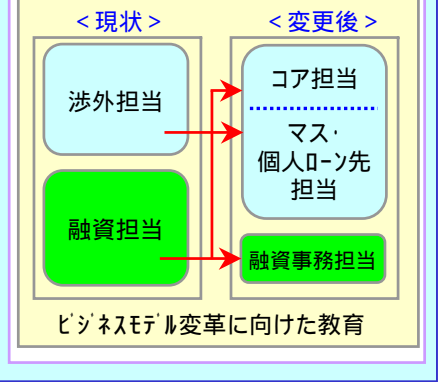 <現状>
<変更後>
渉外担当
融資担当
コア担当
マス・
個人ﾛｰﾝ先
担当
融資事務担当
ﾋﾞｼﾞﾈｽﾓﾃﾞﾙ変革に向けた教育